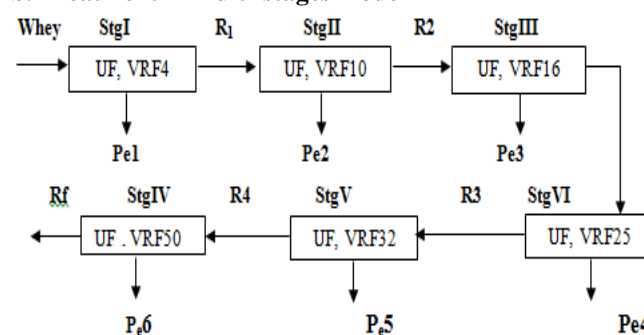 Whey StgI R1 StgII R2 StgIII
UF, VRF4 UF, VRF10 UF, VRF16
Pe1 Pe2 Pe3
Rf StgIV R4 StgV R3 StgVI
UF . VRF50 UF, VRF32 UF, VRF25
Pe6 Pe5 Pe4